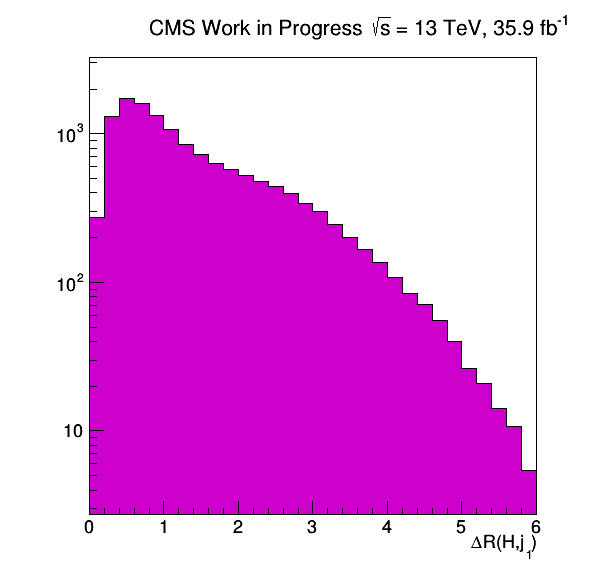 CMS Work in Progress √s = 13 TeV, 35.9 fb⁻¹
10³
10²
10
0 1 2 3 4 5 6
ΔR(H,j₁)